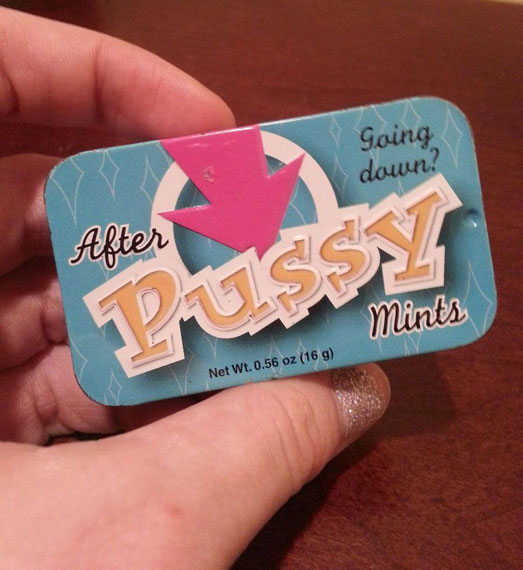 Going
down?
After
Pussy
Mints
Net Wt. 0.56 oz (16 g)